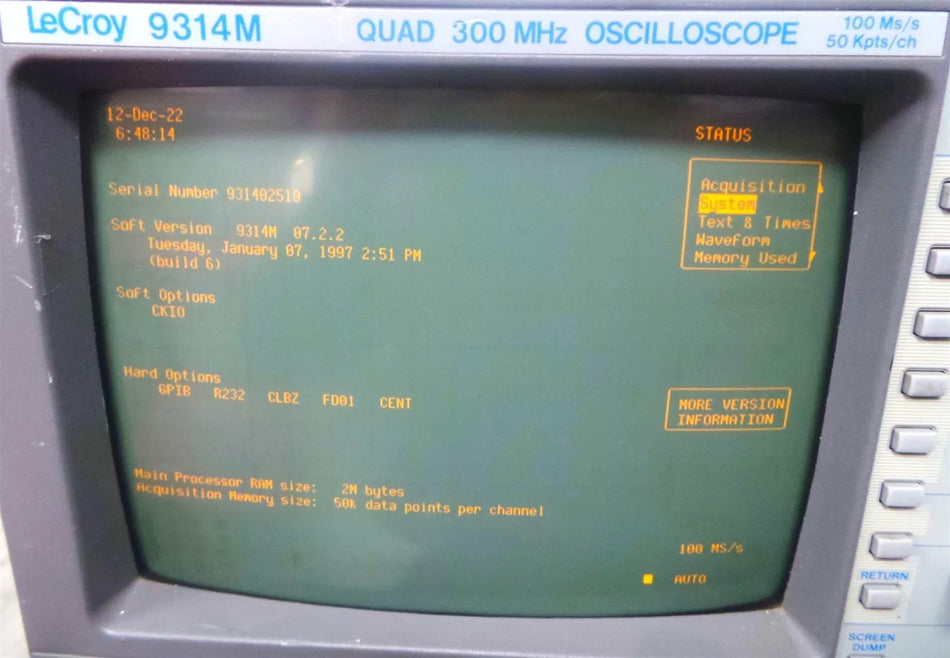 LeCroy 9314M QUAD 300 MHz OSCILLOSCOPE 100 Ms/s
50 Kpts/ch
12-Dec-22
6:48:14
STATUS
Acquisition
System
Text & Times
Waveform
Memory Used
Serial Number 931402519
Soft Version 9314M 07.2.2
Tuesday, January 07, 1997 2:51 PM
(build 6)
Soft Options
CKIO
Hard Options
GPIB R232 CLBZ FD01 CENT
MORE VERSION
INFORMATION
Main Processor RAM size: 2M bytes
Acquisition Memory size: 50k data points per channel
100 MS/s
AUTO
RETURN
SCREEN
DUMP